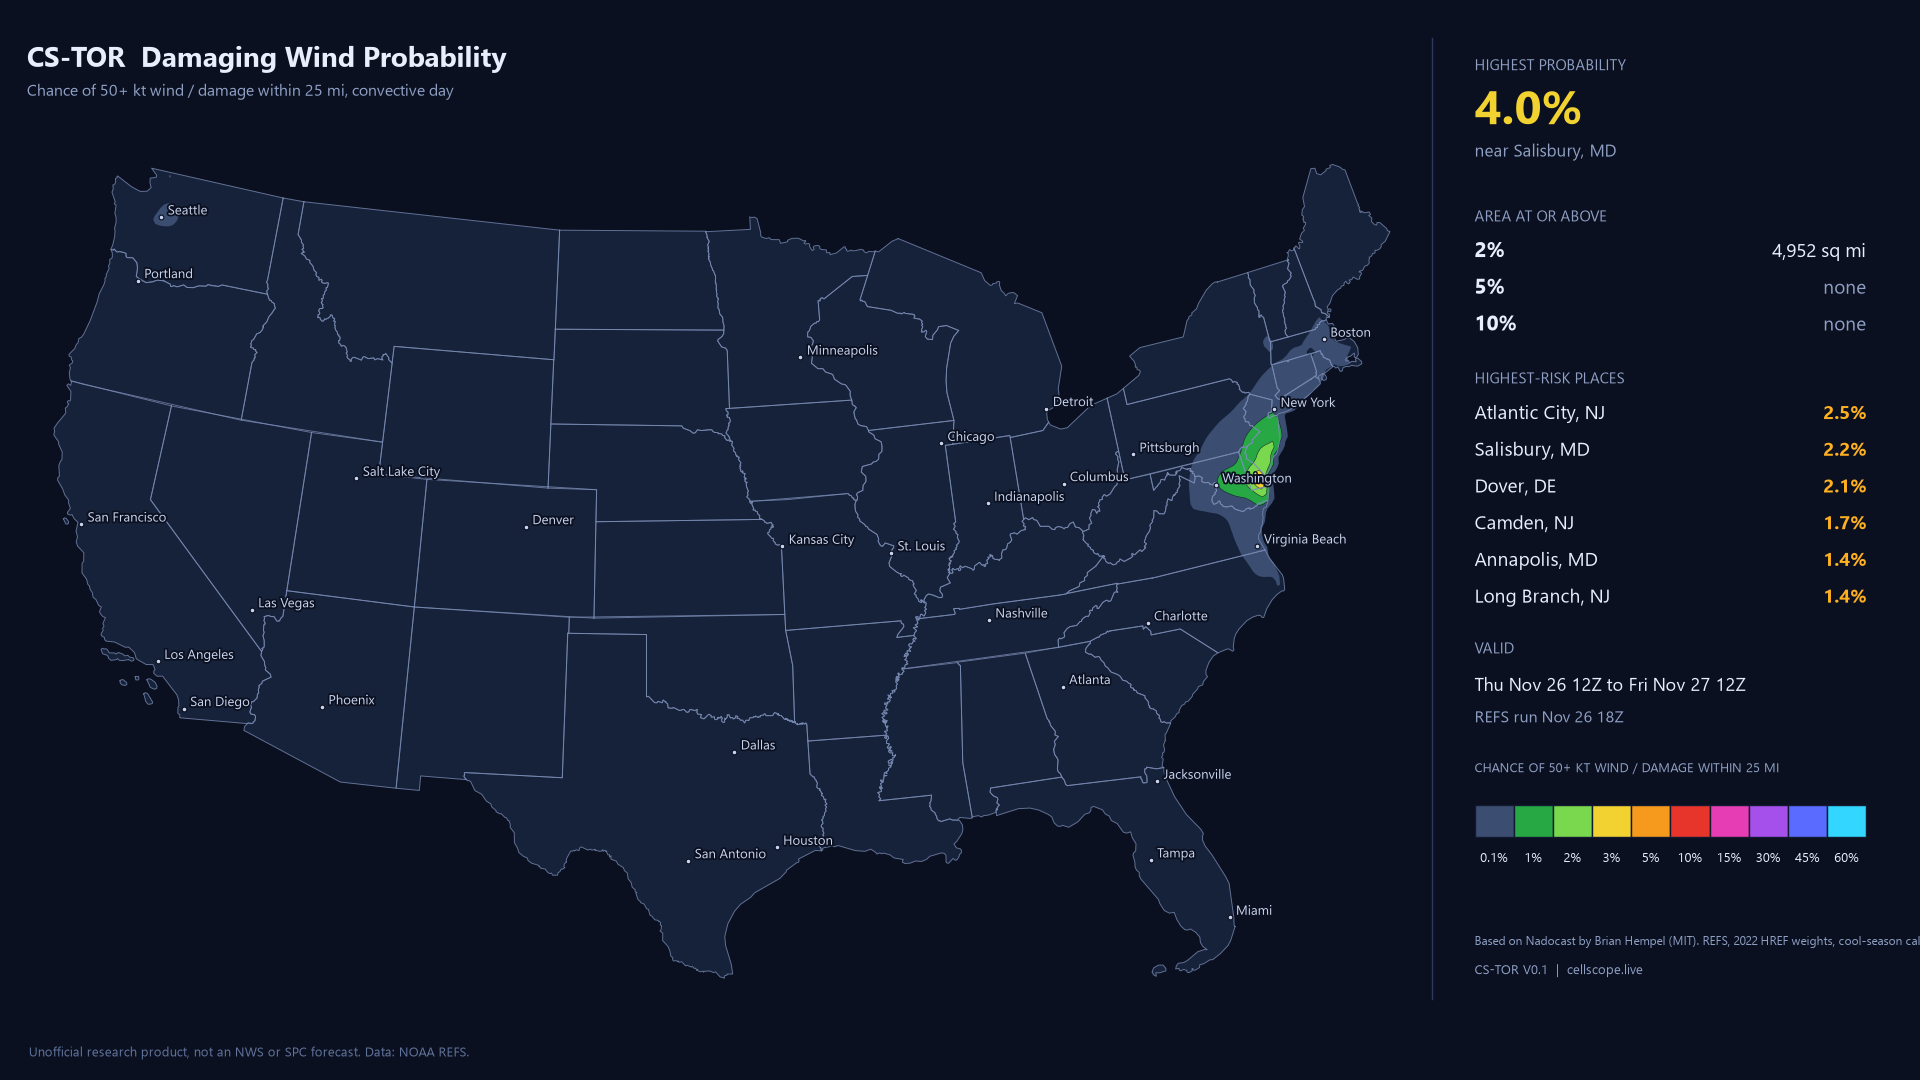 CS-TOR  Damaging Wind Probability
Chance of 50+ kt wind / damage within 25 mi, convective day
Seattle
Portland
Minneapolis
Boston
Detroit
New York
Chicago
Pittsburgh
Salt Lake City
Columbus
Washington
Indianapolis
San Francisco
Denver
Kansas City
St. Louis
Virginia Beach
Las Vegas
Nashville
Charlotte
Los Angeles
Atlanta
San Diego
Phoenix
Dallas
Jacksonville
Houston
San Antonio
Tampa
Miami
HIGHEST PROBABILITY
4.0%
near Salisbury, MD
AREA AT OR ABOVE
2% 4,952 sq mi
5% none
10% none
HIGHEST-RISK PLACES
Atlantic City, NJ 2.5%
Salisbury, MD 2.2%
Dover, DE 2.1%
Camden, NJ 1.7%
Annapolis, MD 1.4%
Long Branch, NJ 1.4%
VALID
Thu Nov 26 12Z to Fri Nov 27 12Z
REFS run Nov 26 18Z
CHANCE OF 50+ KT WIND / DAMAGE WITHIN 25 MI
0.1% 1% 2% 3% 5% 10% 15% 30% 45% 60%
Based on Nadocast by Brian Hempel (MIT). REFS, 2022 HREF weights, cool-season cal
CS-TOR V0.1 | cellscope.live
Unofficial research product, not an NWS or SPC forecast. Data: NOAA REFS.